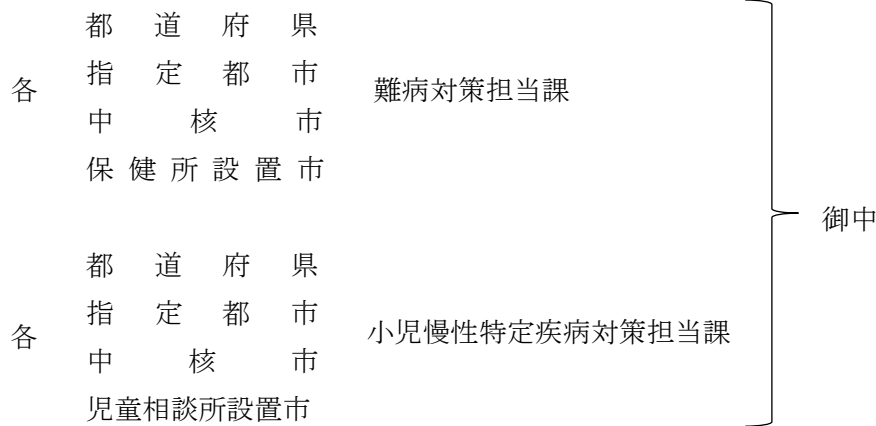 都道府県
指定都市
各
難病対策担当課
中核市
保健所設置市
御中
都道府県
指定都市
各
小児慢性特定疾病対策担当課
中核市
児童相談所設置市